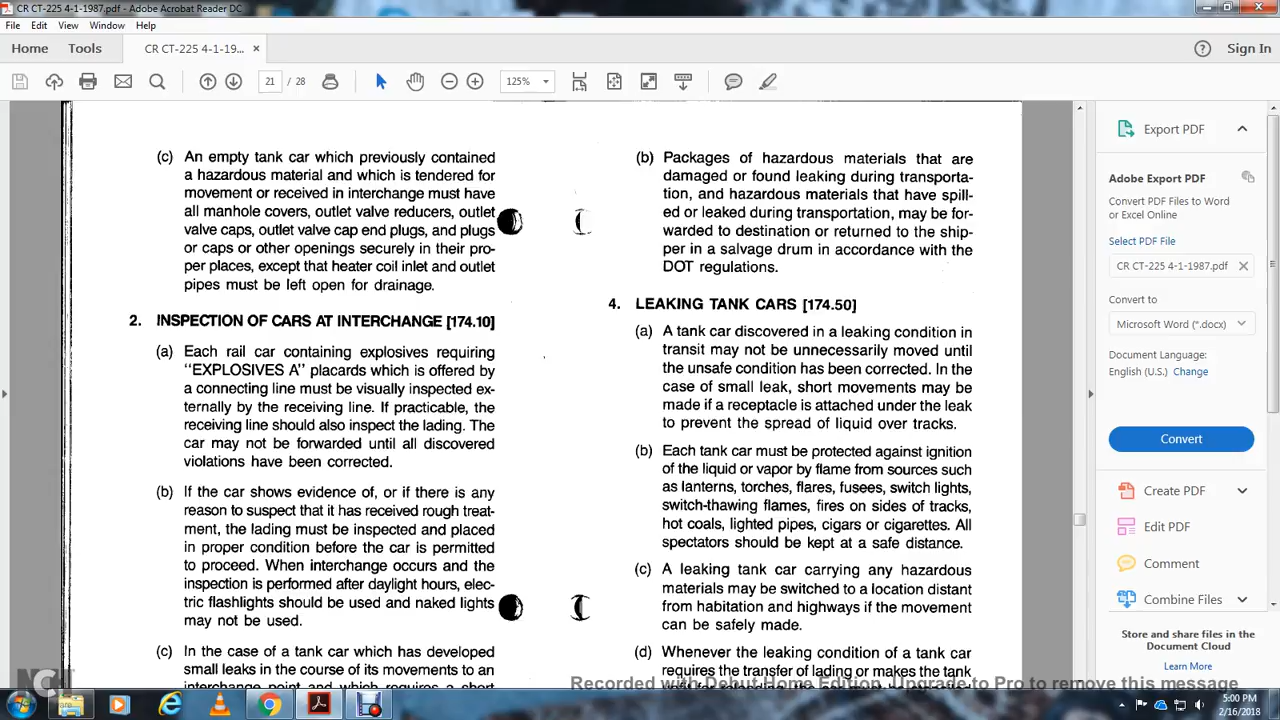 CR CT-225 4-1-1987.pdf - Adobe Acrobat Reader DC
File Edit View Window Help
Home Tools CR CT-225 4-1-19... × ? Sign In
21 / 28 125%
(c) An empty tank car which previously contained
a hazardous material and which is tendered for
movement or received in interchange must have
all manhole covers, outlet valve reducers, outlet
valve caps, outlet valve cap end plugs, and plugs
or caps or other openings securely in their pro-
per places, except that heater coil inlet and outlet
pipes must be left open for drainage.
2. INSPECTION OF CARS AT INTERCHANGE [174.10]
(a) Each rail car containing explosives requiring
"EXPLOSIVES A" placards which is offered by
a connecting line must be visually inspected ex-
ternally by the receiving line. If practicable, the
receiving line should also inspect the lading. The
car may not be forwarded until all discovered
violations have been corrected.
(b) If the car shows evidence of, or if there is any
reason to suspect that it has received rough treat-
ment, the lading must be inspected and placed
in proper condition before the car is permitted
to proceed. When interchange occurs and the
inspection is performed after daylight hours, elec-
tric flashlights should be used and naked lights
may not be used.
(c) In the case of a tank car which has developed
small leaks in the course of its movements to an
interchange point and which requires a short
(b) Packages of hazardous materials that are
damaged or found leaking during transporta-
tion, and hazardous materials that have spill-
ed or leaked during transportation, may be for-
warded to destination or returned to the ship-
per in a salvage drum in accordance with the
DOT regulations.
4. LEAKING TANK CARS [174.50]
(a) A tank car discovered in a leaking condition in
transit may not be unnecessarily moved until
the unsafe condition has been corrected. In the
case of small leak, short movements may be
made if a receptacle is attached under the leak
to prevent the spread of liquid over tracks.
(b) Each tank car must be protected against ignition
of the liquid or vapor by flame from sources such
as lanterns, torches, flares, fusees, switch lights,
switch-thawing flames, fires on sides of tracks,
hot coals, lighted pipes, cigars or cigarettes. All
spectators should be kept at a safe distance.
(c) A leaking tank car carrying any hazardous
materials may be switched to a location distant
from habitation and highways if the movement
can be safely made.
(d) Whenever the leaking condition of a tank car
requires the transfer of lading or makes the tank
Export PDF
Adobe Export PDF
Convert PDF Files to Word
or Excel Online
Select PDF File
CR CT-225 4-1-1987.pdf ×
Convert to
Microsoft Word (*.docx)
Document Language:
English (U.S.) Change
Convert
Create PDF
Edit PDF
Comment
Combine Files
Store and share files in the
Document Cloud
Learn More
Recorded with Debut Home Edition. Upgrade to Pro to remove this message
5:00 PM
2/16/2018